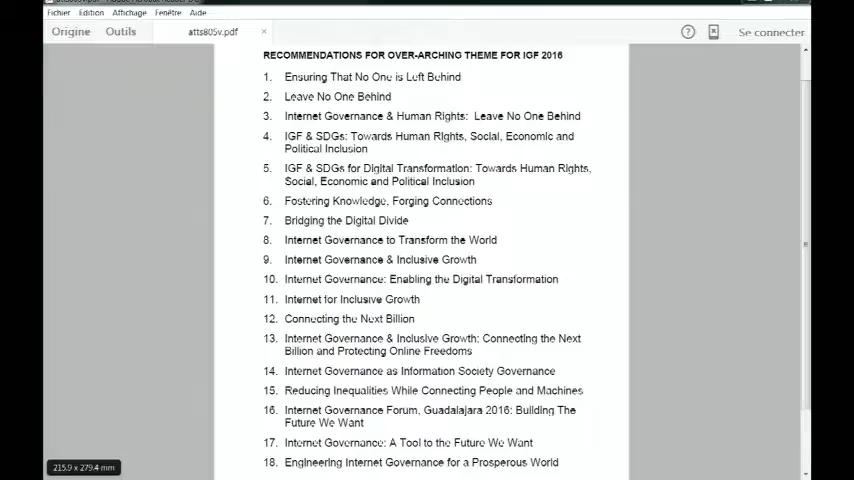 Fichier Edition Affichage Fenêtre Aide
Origine Outils atts805v.pdf × Se connecter
RECOMMENDATIONS FOR OVER-ARCHING THEME FOR IGF 2016
1. Ensuring That No One is Left Behind
2. Leave No One Behind
3. Internet Governance & Human Rights: Leave No One Behind
4. IGF & SDGs: Towards Human Rights, Social, Economic and
Political Inclusion
5. IGF & SDGs for Digital Transformation: Towards Human Rights,
Social, Economic and Political Inclusion
6. Fostering Knowledge, Forging Connections
7. Bridging the Digital Divide
8. Internet Governance to Transform the World
9. Internet Governance & Inclusive Growth
10. Internet Governance: Enabling the Digital Transformation
11. Internet for Inclusive Growth
12. Connecting the Next Billion
13. Internet Governance & Inclusive Growth: Connecting the Next
Billion and Protecting Online Freedoms
14. Internet Governance as Information Society Governance
15. Reducing Inequalities While Connecting People and Machines
16. Internet Governance Forum, Guadalajara 2016: Building The
Future We Want
17. Internet Governance: A Tool to the Future We Want
18. Engineering Internet Governance for a Prosperous World
215.9 x 279.4 mm